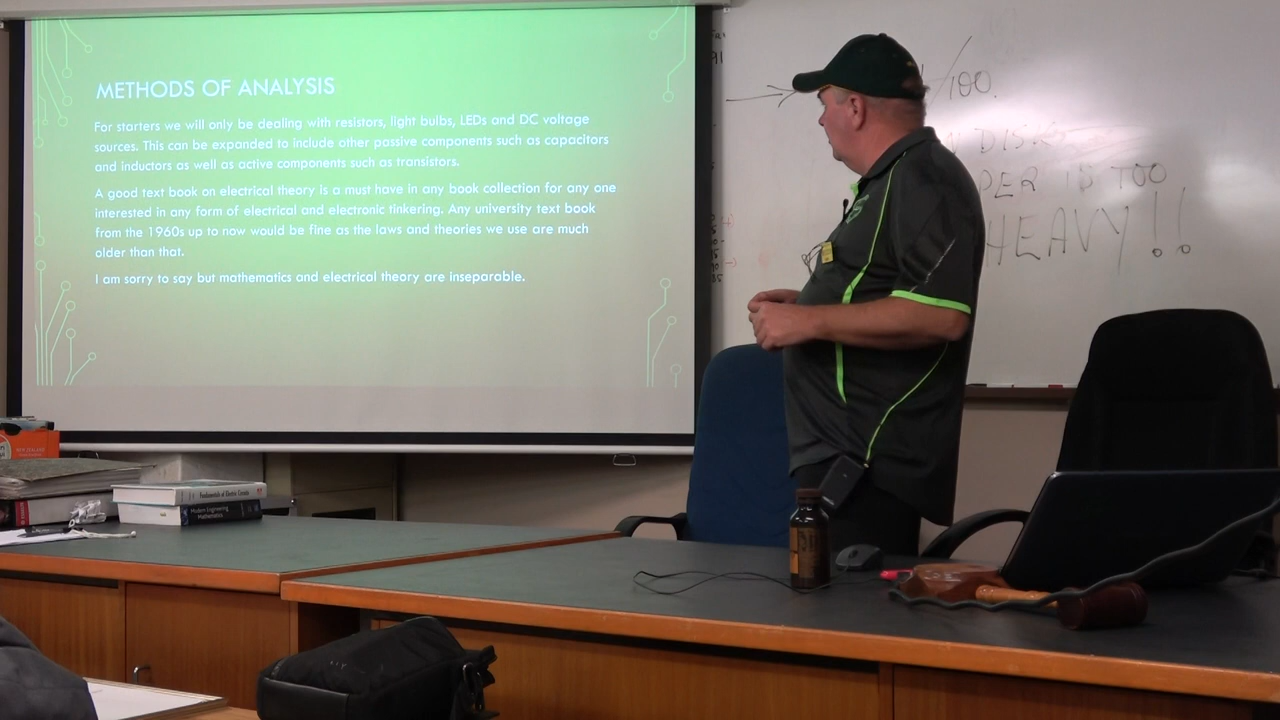 METHODS OF ANALYSIS
For starters we will only be dealing with resistors, light bulbs, LEDs and DC voltage
sources. This can be expanded to include other passive components such as capacitors
and inductors as well as active components such as transistors.
A good text book on electrical theory is a must have in any book collection for any one
interested in any form of electrical and electronic tinkering. Any university text book
from the 1960s up to now would be fine as the laws and theories we use are much
older than that.
I am sorry to say but mathematics and electrical theory are inseparable.
/100.
DISK
IS TOO
HEAVY!!
NEW ZEALAND
Fundamentals of Electric Circuits
Modern Engineering
Mathematics